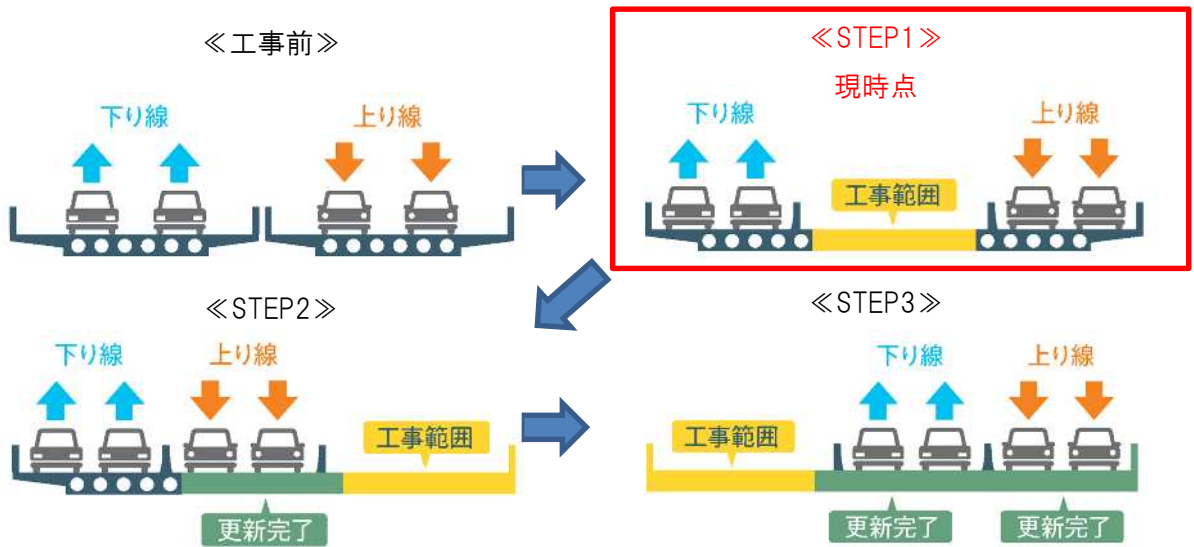 ≪工事前≫
下り線
上り線
≪STEP1≫
現時点
下り線
上り線
工事範囲
≪STEP2≫
下り線
上り線
工事範囲
更新完了
≪STEP3≫
下り線
上り線
工事範囲
更新完了
更新完了